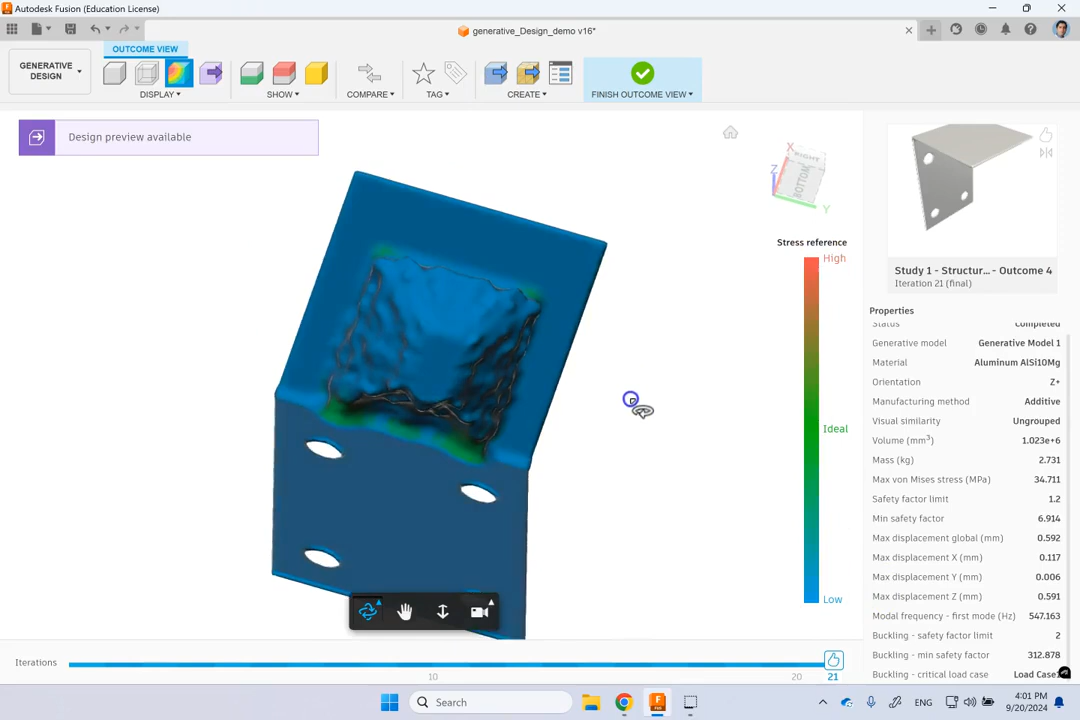 Autodesk Fusion (Education License)
generative_Design_demo v16*
OUTCOME VIEW
GENERATIVE
DESIGN
DISPLAY
SHOW
COMPARE
TAG
CREATE
FINISH OUTCOME VIEW
Design preview available
X
RIGHT
Z
BOTTOM
Y
Stress reference
High
Ideal
Low
Study 1 - Structur... - Outcome 4
Iteration 21 (final)
Properties
Status Completed
Generative model Generative Model 1
Material Aluminum AlSi10Mg
Orientation Z+
Manufacturing method Additive
Visual similarity Ungrouped
Volume (mm³) 1.023e+6
Mass (kg) 2.731
Max von Mises stress (MPa) 34.711
Safety factor limit 1.2
Min safety factor 6.914
Max displacement global (mm) 0.592
Max displacement X (mm) 0.117
Max displacement Y (mm) 0.006
Max displacement Z (mm) 0.591
Modal frequency - first mode (Hz) 547.163
Buckling - safety factor limit 2
Buckling - min safety factor 312.878
Buckling - critical load case Load Case1
Iterations
10
20
21
Search
ENG
4:01 PM
9/20/2024